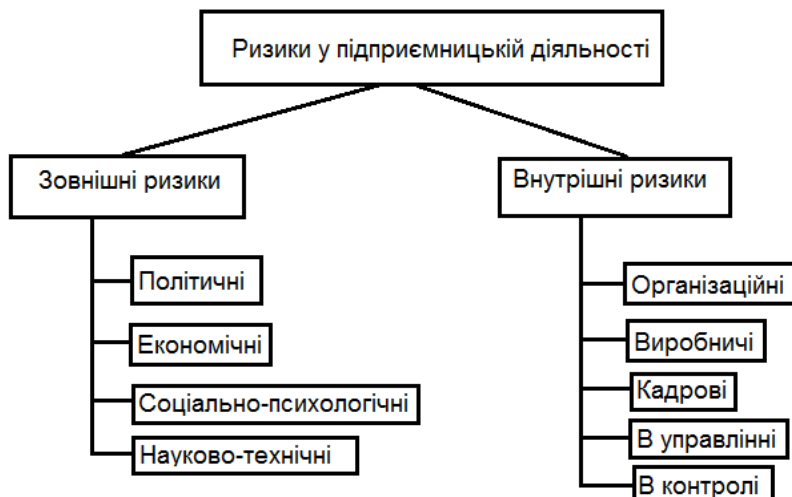 Ризики у підприємницькій діяльності
Зовнішні ризики
Політичні
Економічні
Соціально-психологічні
Науково-технічні
Внутрішні ризики
Організаційні
Виробничі
Кадрові
В управлінні
В контролі